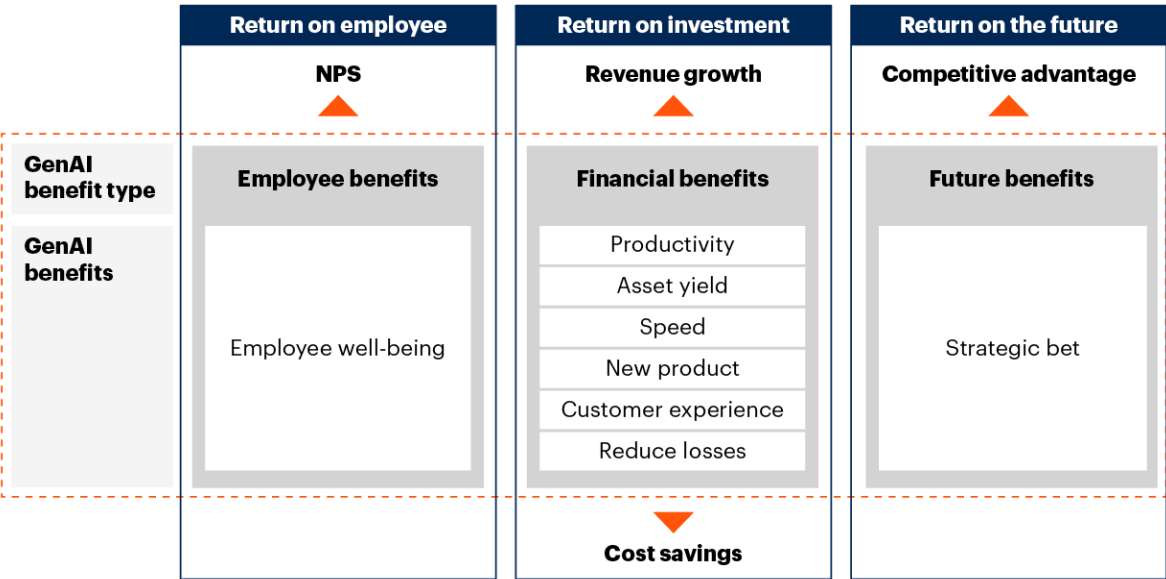 Return on employee
Return on investment
Return on the future
NPS
Revenue growth
Competitive advantage
GenAI
benefit type
Employee benefits
Financial benefits
Future benefits
GenAI
benefits
Employee well-being
Productivity
Asset yield
Speed
New product
Customer experience
Reduce losses
Strategic bet
Cost savings